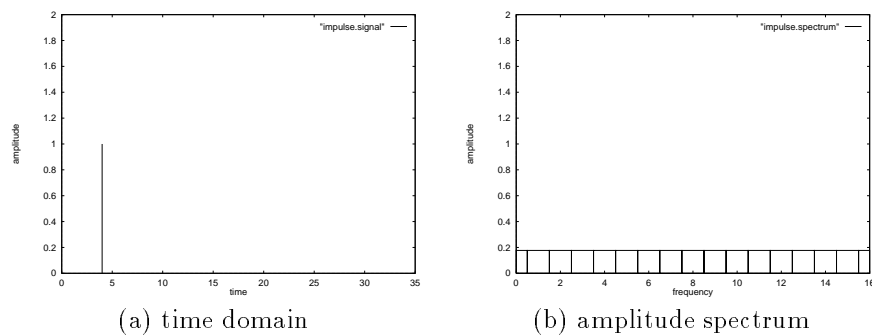 2
1.8
1.6
1.4
1.2
1
0.8
0.6
0.4
0.2
0
amplitude
"impulse.signal"
0 5 10 15 20 25 30 35
time
(a) time domain
2
1.8
1.6
1.4
1.2
1
0.8
0.6
0.4
0.2
0
amplitude
"impulse.spectrum"
0 2 4 6 8 10 12 14 16
frequency
(b) amplitude spectrum